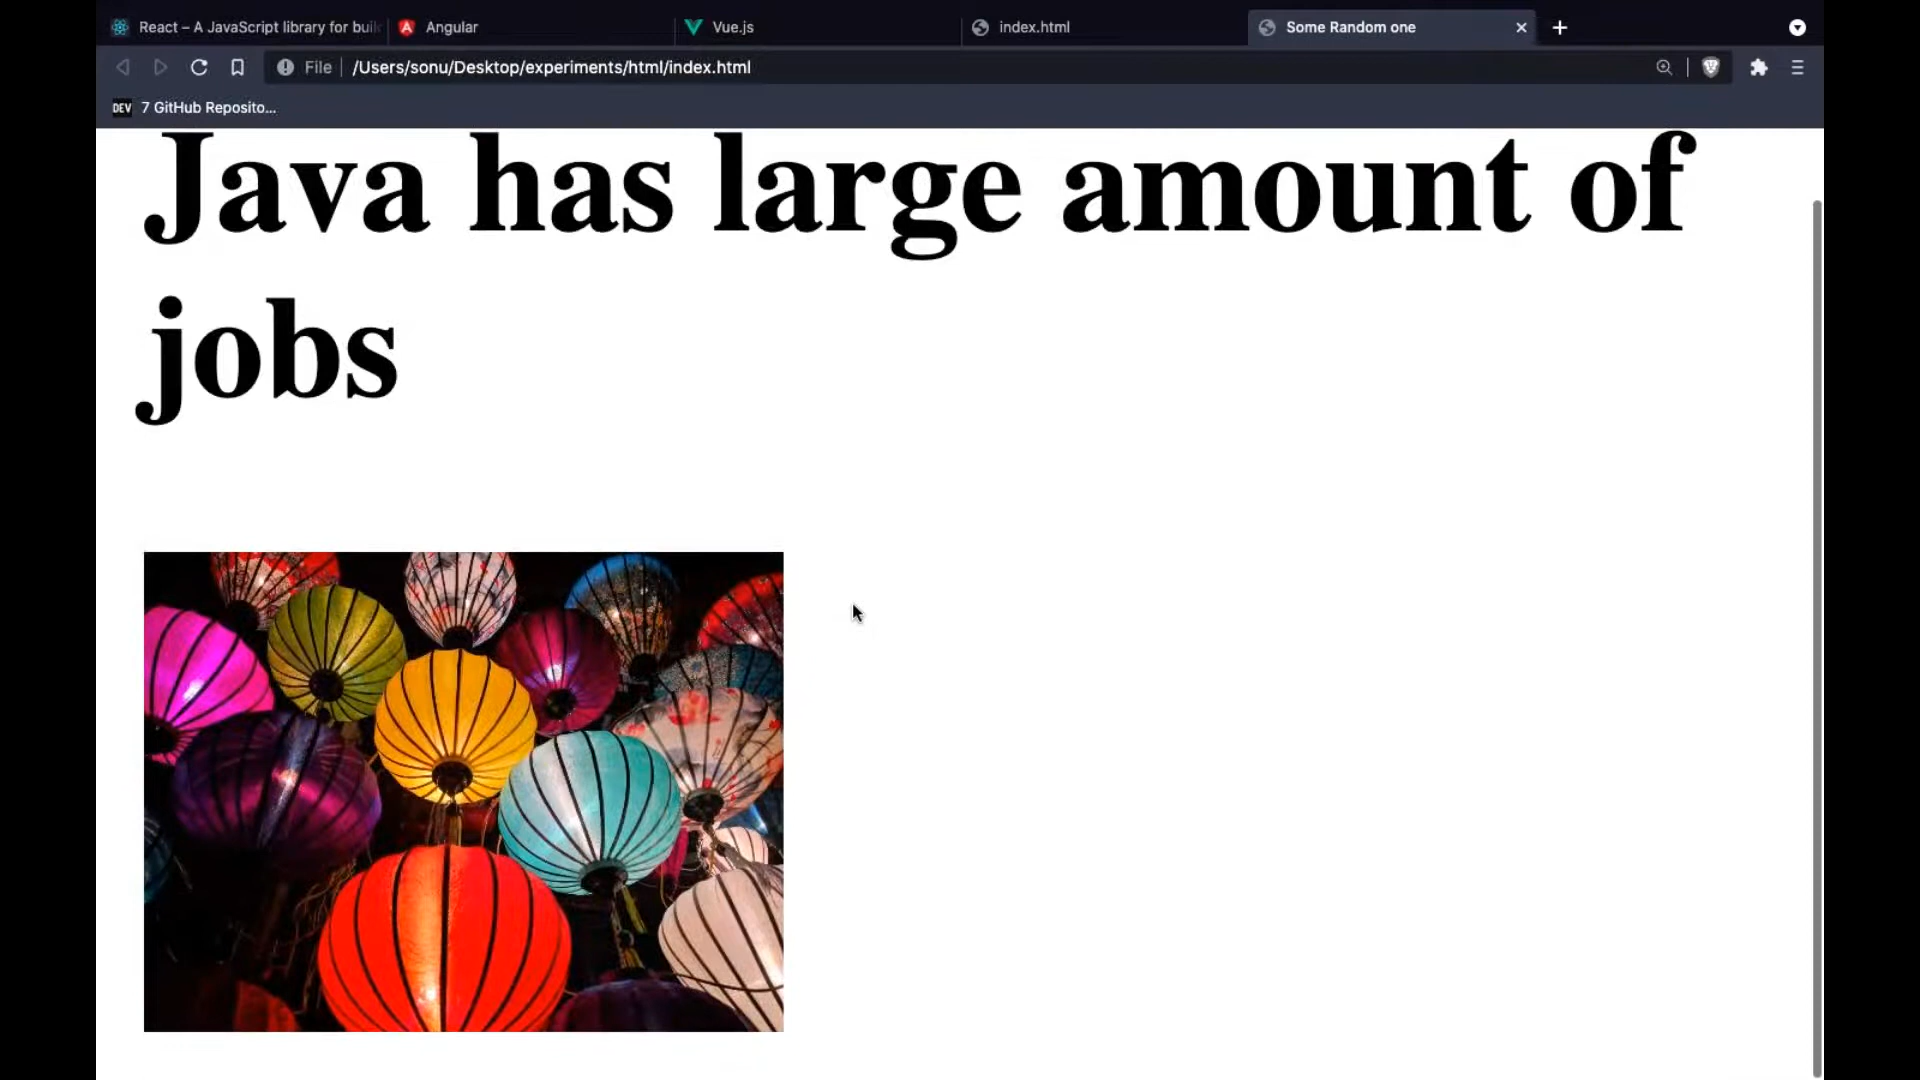 React – A JavaScript library for buil
Angular
Vue.js
index.html
Some Random one
File
/Users/sonu/Desktop/experiments/html/index.html
DEV
7 GitHub Reposito...
Java has large amount of
jobs